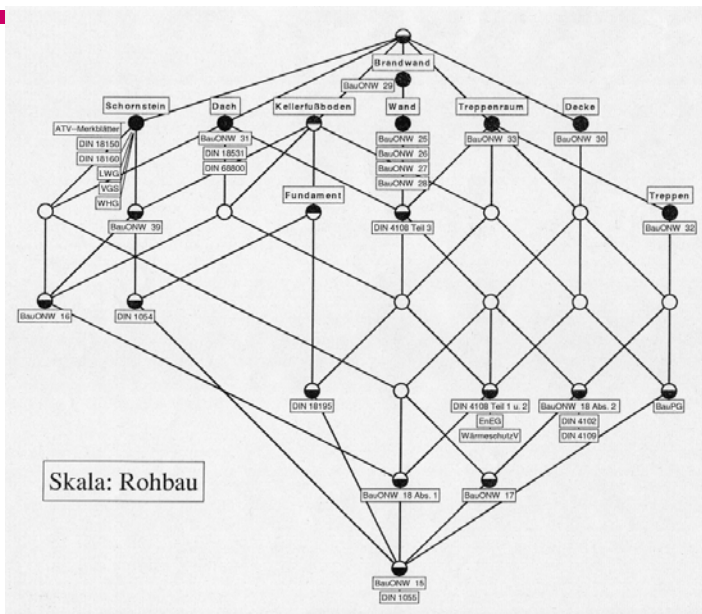 Brandwand
BauONW 29
Schornstein
Dach
Kellerfußboden
Wand
Treppenraum
Decke
ATV--Merkblätter
DIN 18150
DIN 18160
LWG
VGS
WHG
BauONW 31
DIN 18531
DIN 68800
BauONW 25
BauONW 26
BauONW 27
BauONW 28
BauONW 33
BauONW 30
Fundament
Treppen
BauONW 39
DIN 4108 Teil 3
BauONW 32
BauONW 16
DIN 1054
DIN 18195
DIN 4108 Teil 1 u. 2
EnEG
WärmeschutzV
BauONW 18 Abs. 2
DIN 4102
DIN 4109
BauPG
Skala: Rohbau
BauONW 18 Abs. 1
BauONW 17
BauONW 15
DIN 1055